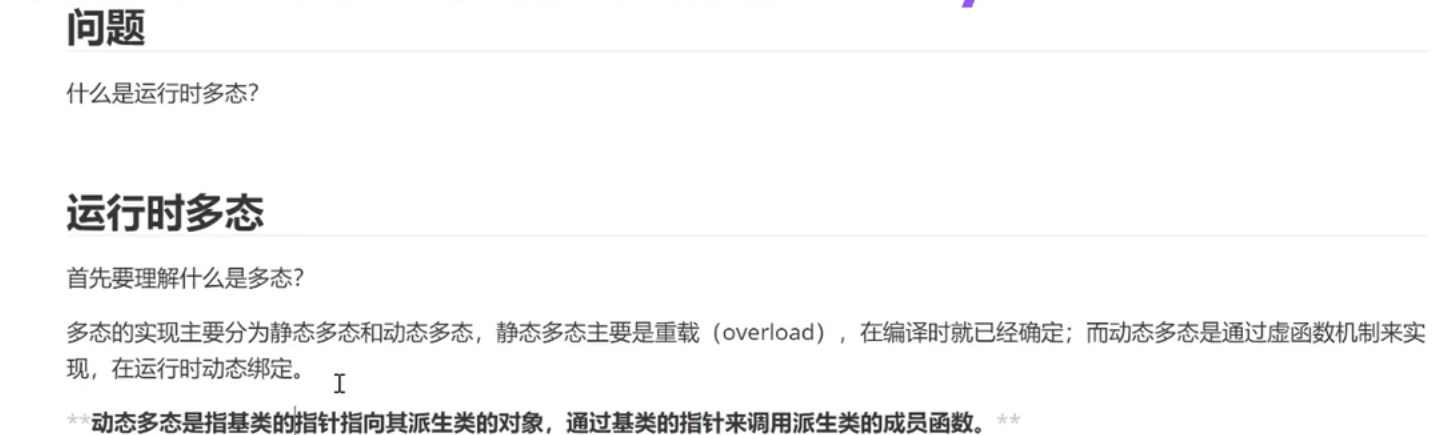 问题
什么是运行时多态？
运行时多态
首先要理解什么是多态？
多态的实现主要分为静态多态和动态多态，静态多态主要是重载（overload），在编译时就已经确定；而动态多态是通过虚函数机制来实
现，在运行时动态绑定。
**动态多态是指基类的指针指向其派生类的对象，通过基类的指针来调用派生类的成员函数。**